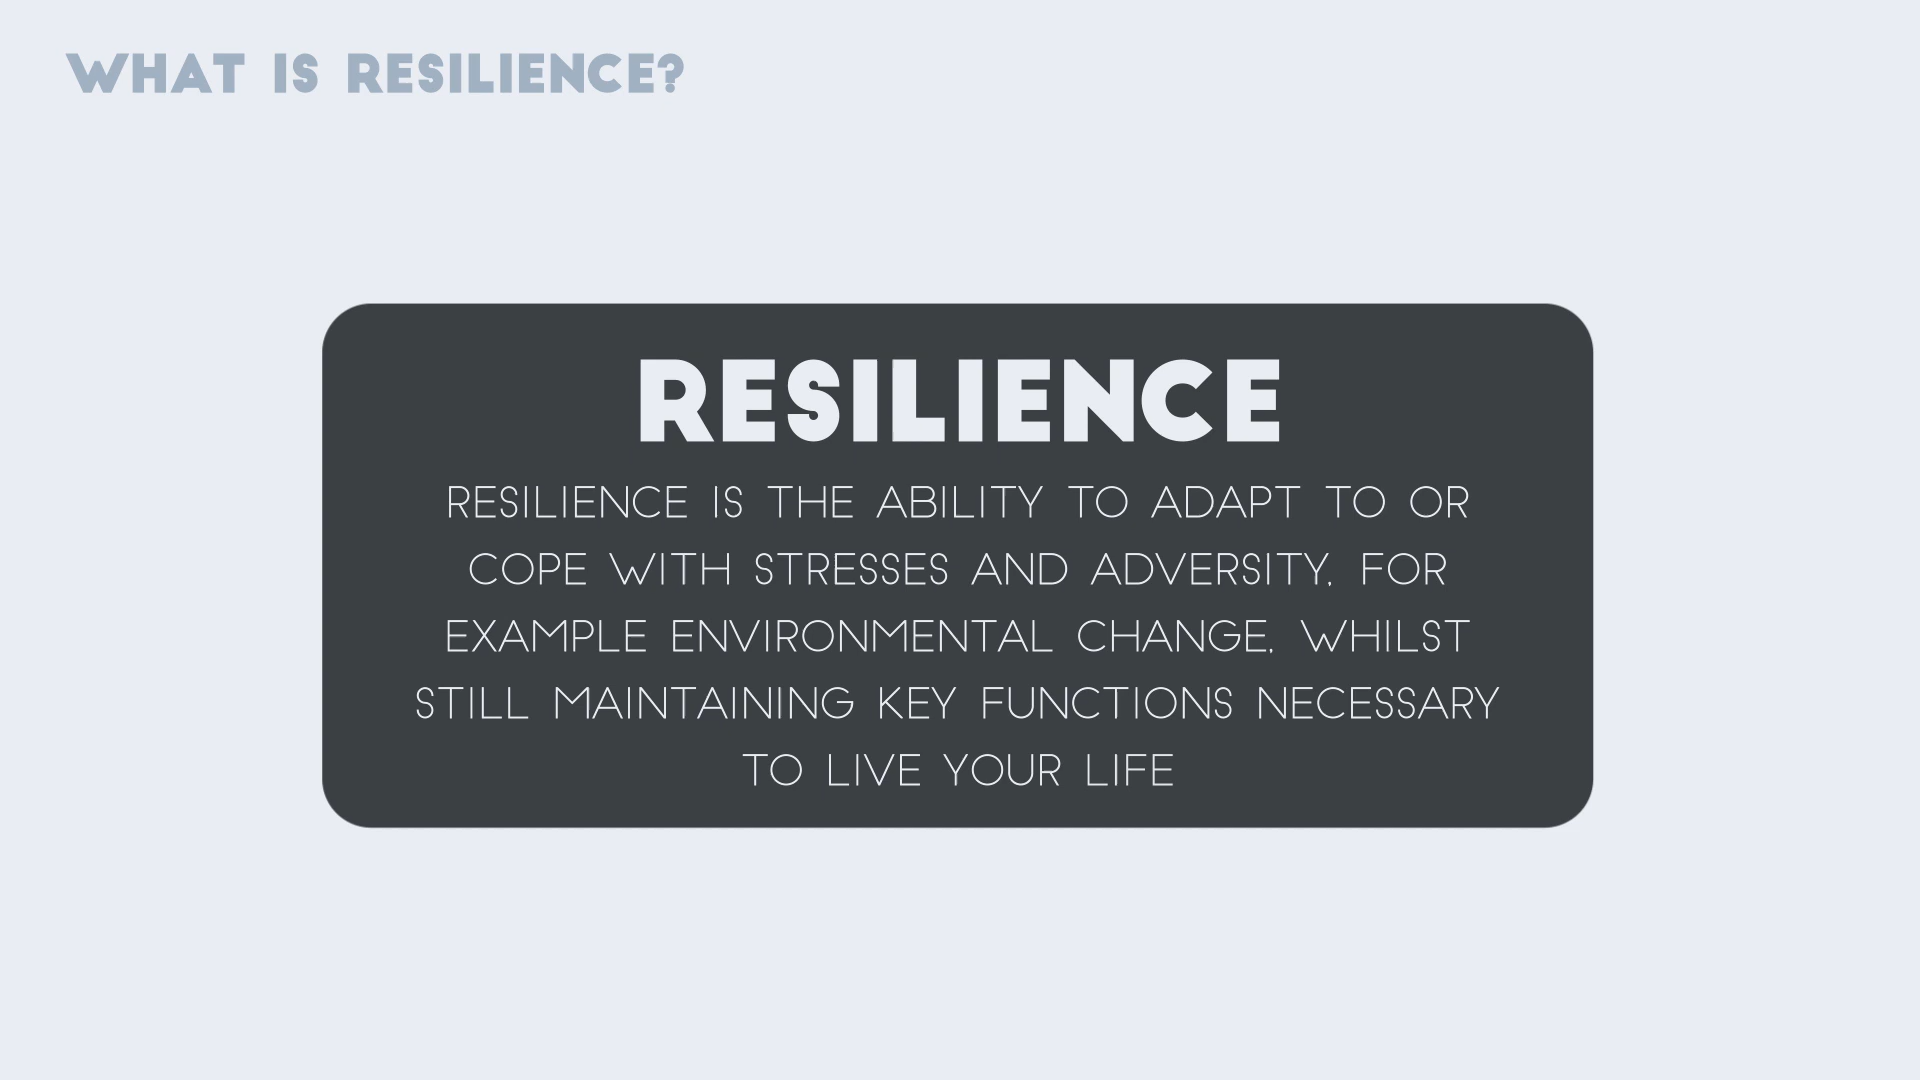 WHAT IS RESILIENCE?
RESILIENCE
RESILIENCE IS THE ABILITY TO ADAPT TO OR
COPE WITH STRESSES AND ADVERSITY, FOR
EXAMPLE ENVIRONMENTAL CHANGE, WHILST
STILL MAINTAINING KEY FUNCTIONS NECESSARY
TO LIVE YOUR LIFE